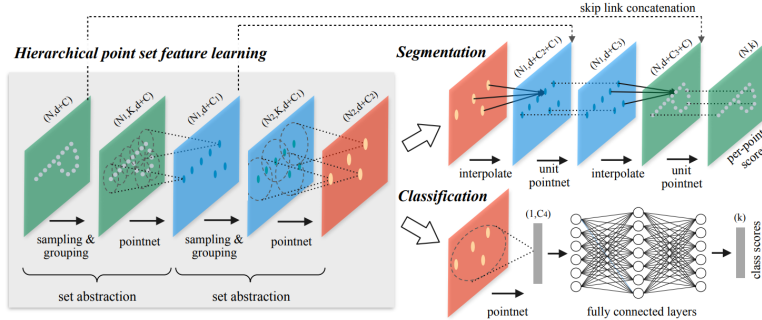 skip link concatenation
Hierarchical point set feature learning
Segmentation
(N,d+C)
(N1,K,d+C)
(N1,d+C1)
(N2,K,d+C1)
(N2,d+C2)
(N1,d+C2+C1)
(N1,d+C3)
(N,d+C3+C)
(N,k)
sampling &
grouping
pointnet
sampling &
grouping
pointnet
set abstraction
set abstraction
interpolate
unit
pointnet
interpolate
unit
pointnet
per-point
scores
Classification
(1,C4)
(k)
class scores
pointnet
fully connected layers